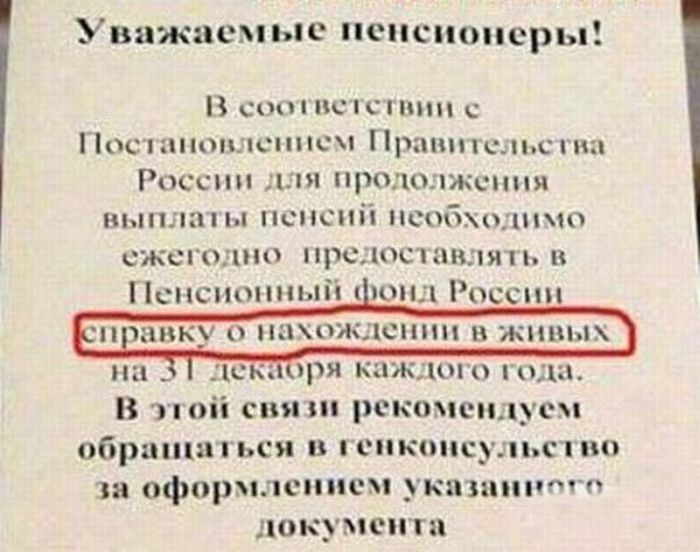 Уважаемые пенсионеры!
В соответствии с
Постановлением Правительства
России для продолжения
выплаты пенсий необходимо
ежегодно предоставлять в
Пенсионный фонд России
справку о нахождении в живых
на 31 декабря каждого года.
В этой связи рекомендуем
обращаться в генконсульство
за оформлением указанного
документа